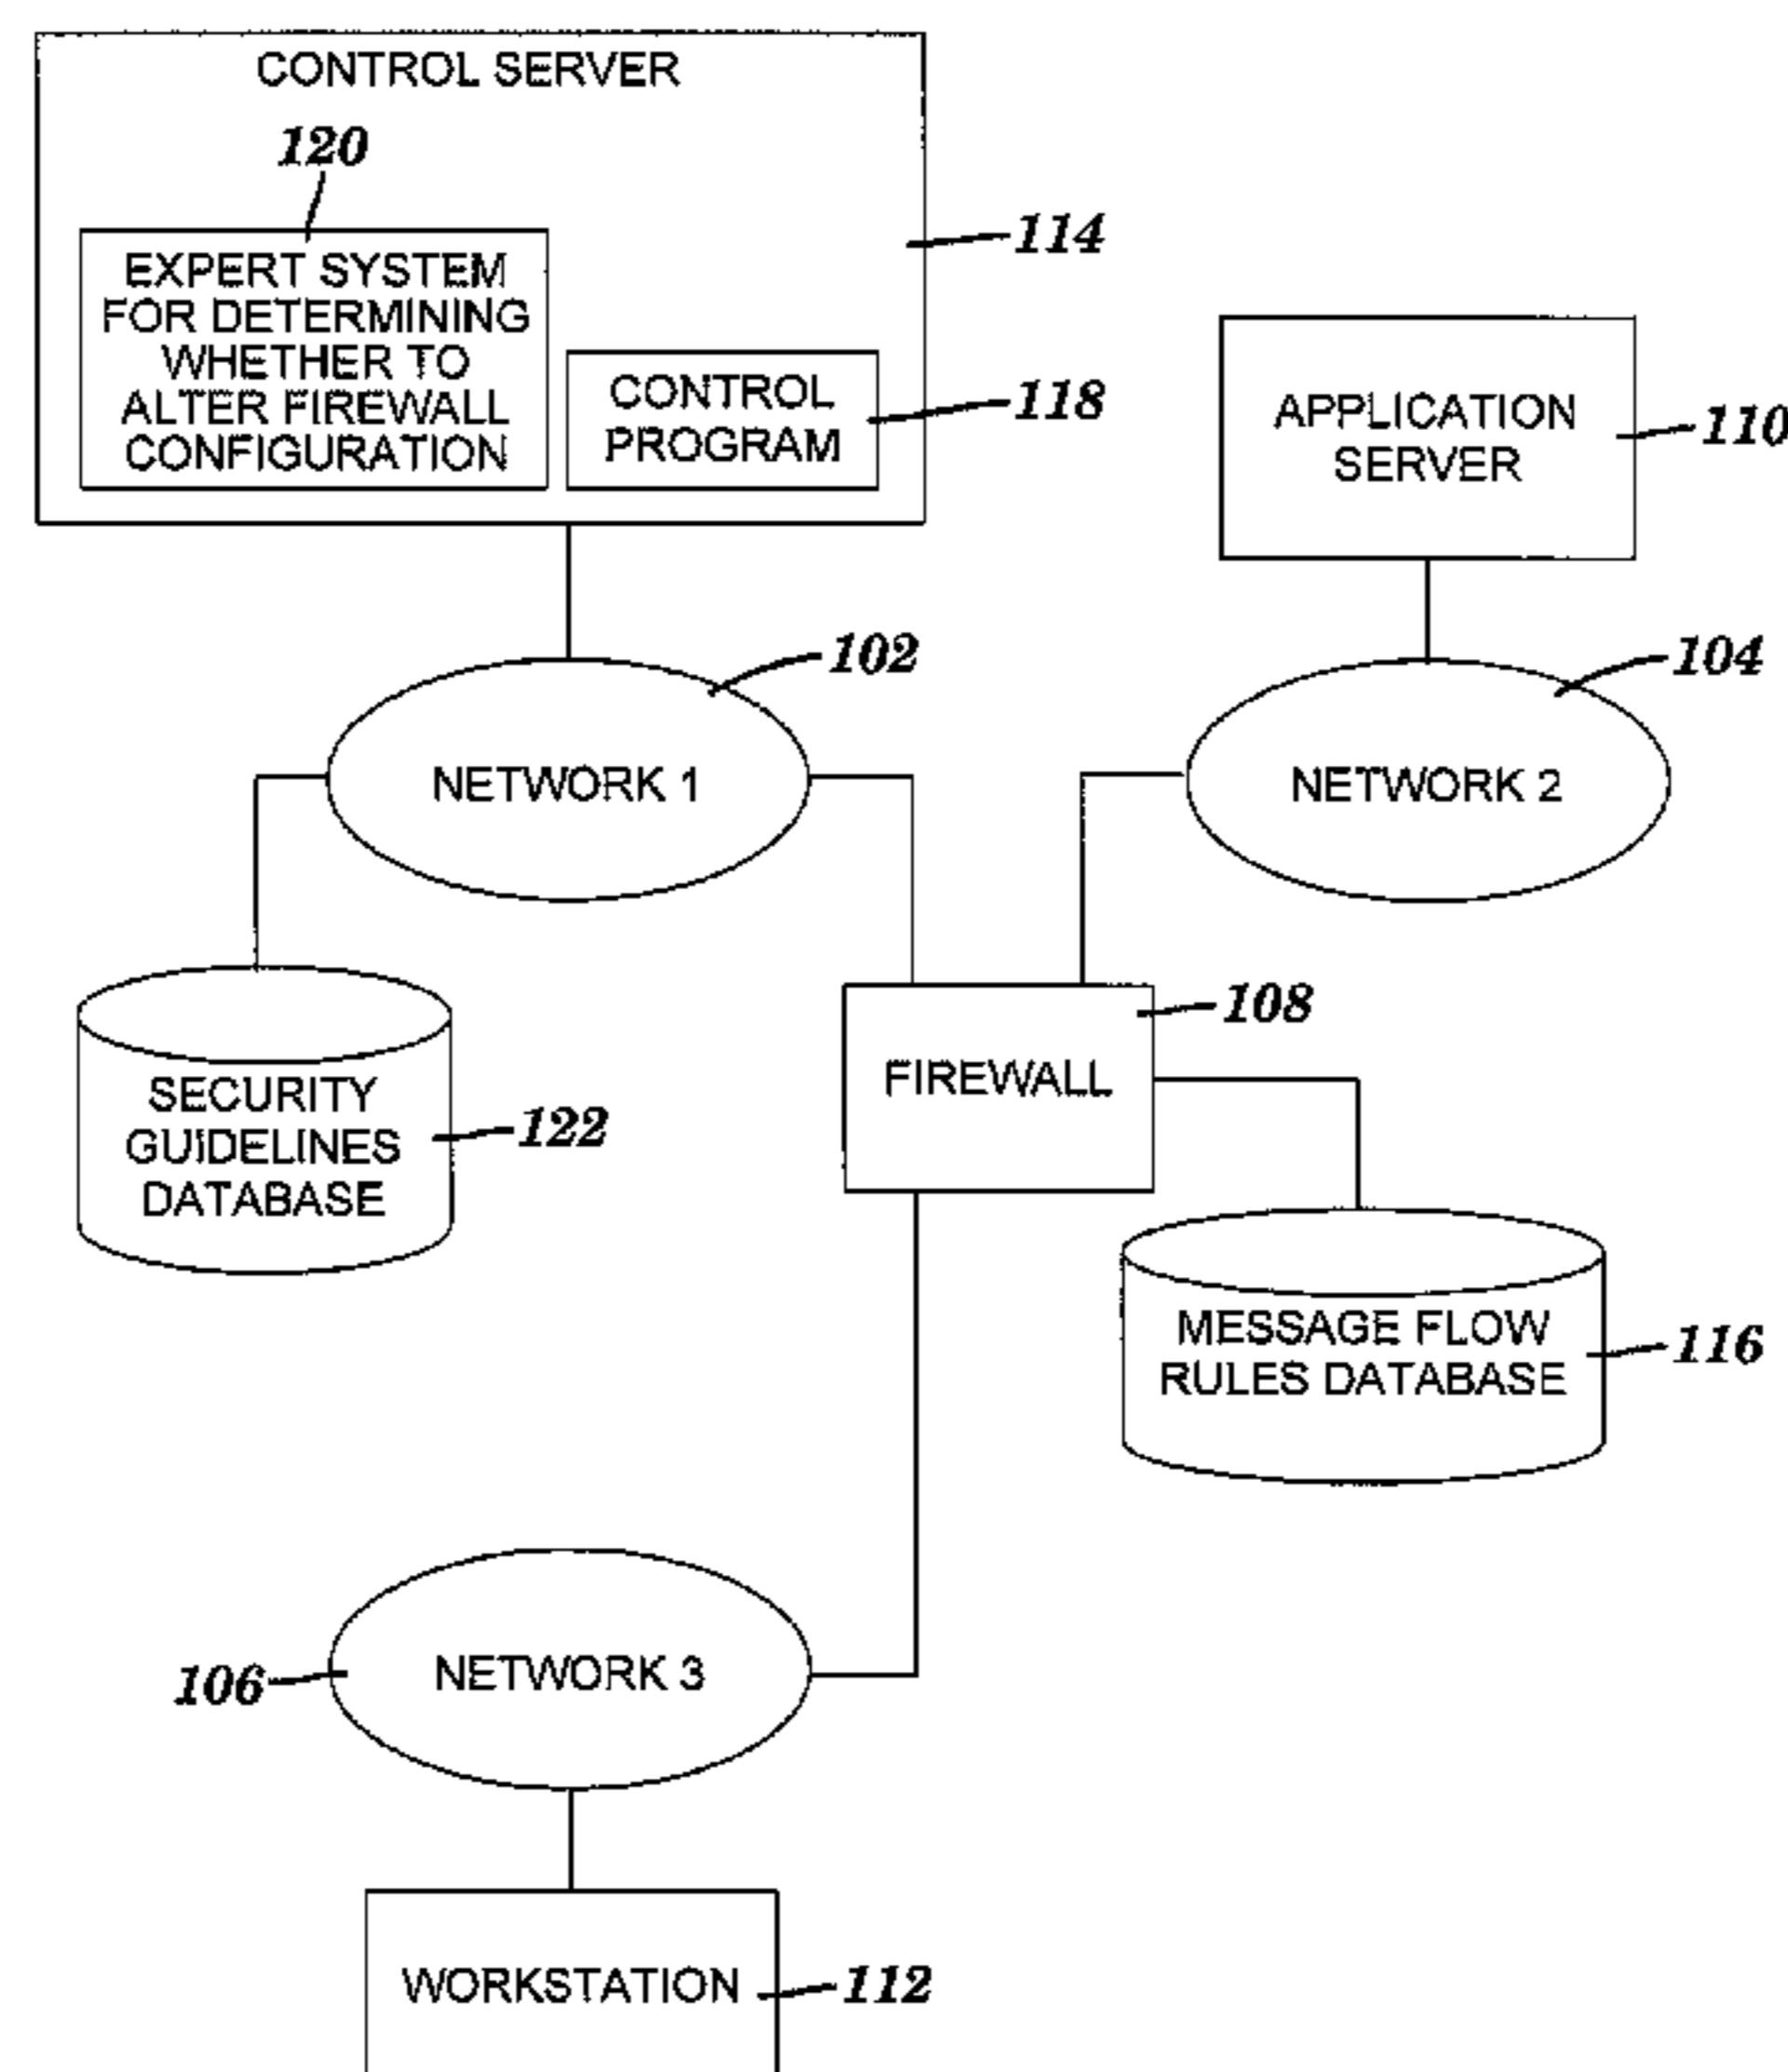 CONTROL SERVER
120
EXPERT SYSTEM
FOR DETERMINING
WHETHER TO
ALTER FIREWALL
CONFIGURATION
CONTROL
PROGRAM
114
118
APPLICATION
SERVER
110
102
NETWORK 1
104
NETWORK 2
SECURITY
GUIDELINES
DATABASE
122
FIREWALL
108
MESSAGE FLOW
RULES DATABASE
116
106
NETWORK 3
WORKSTATION
112